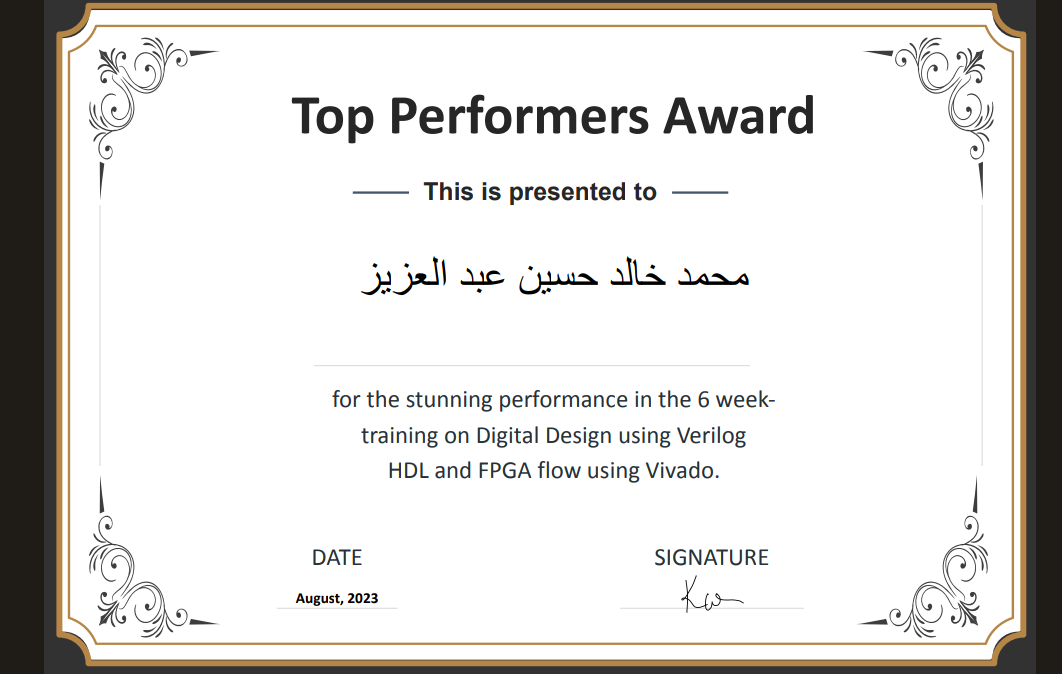 Top Performers Award
This is presented to
محمد خالد حسين عبد العزيز
for the stunning performance in the 6 week-
training on Digital Design using Verilog
HDL and FPGA flow using Vivado.
DATE
SIGNATURE
August, 2023